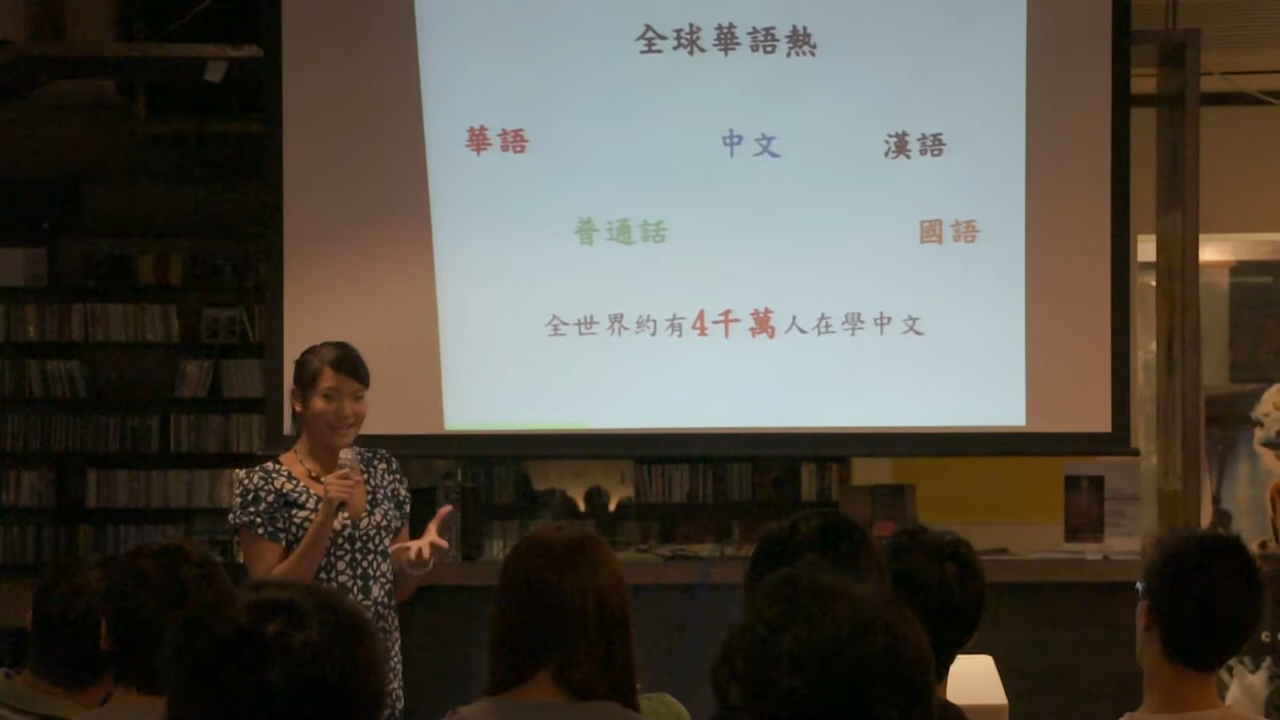 全球華語熱
華語 中文 漢語
普通話 國語
全世界約有4千萬人在學中文